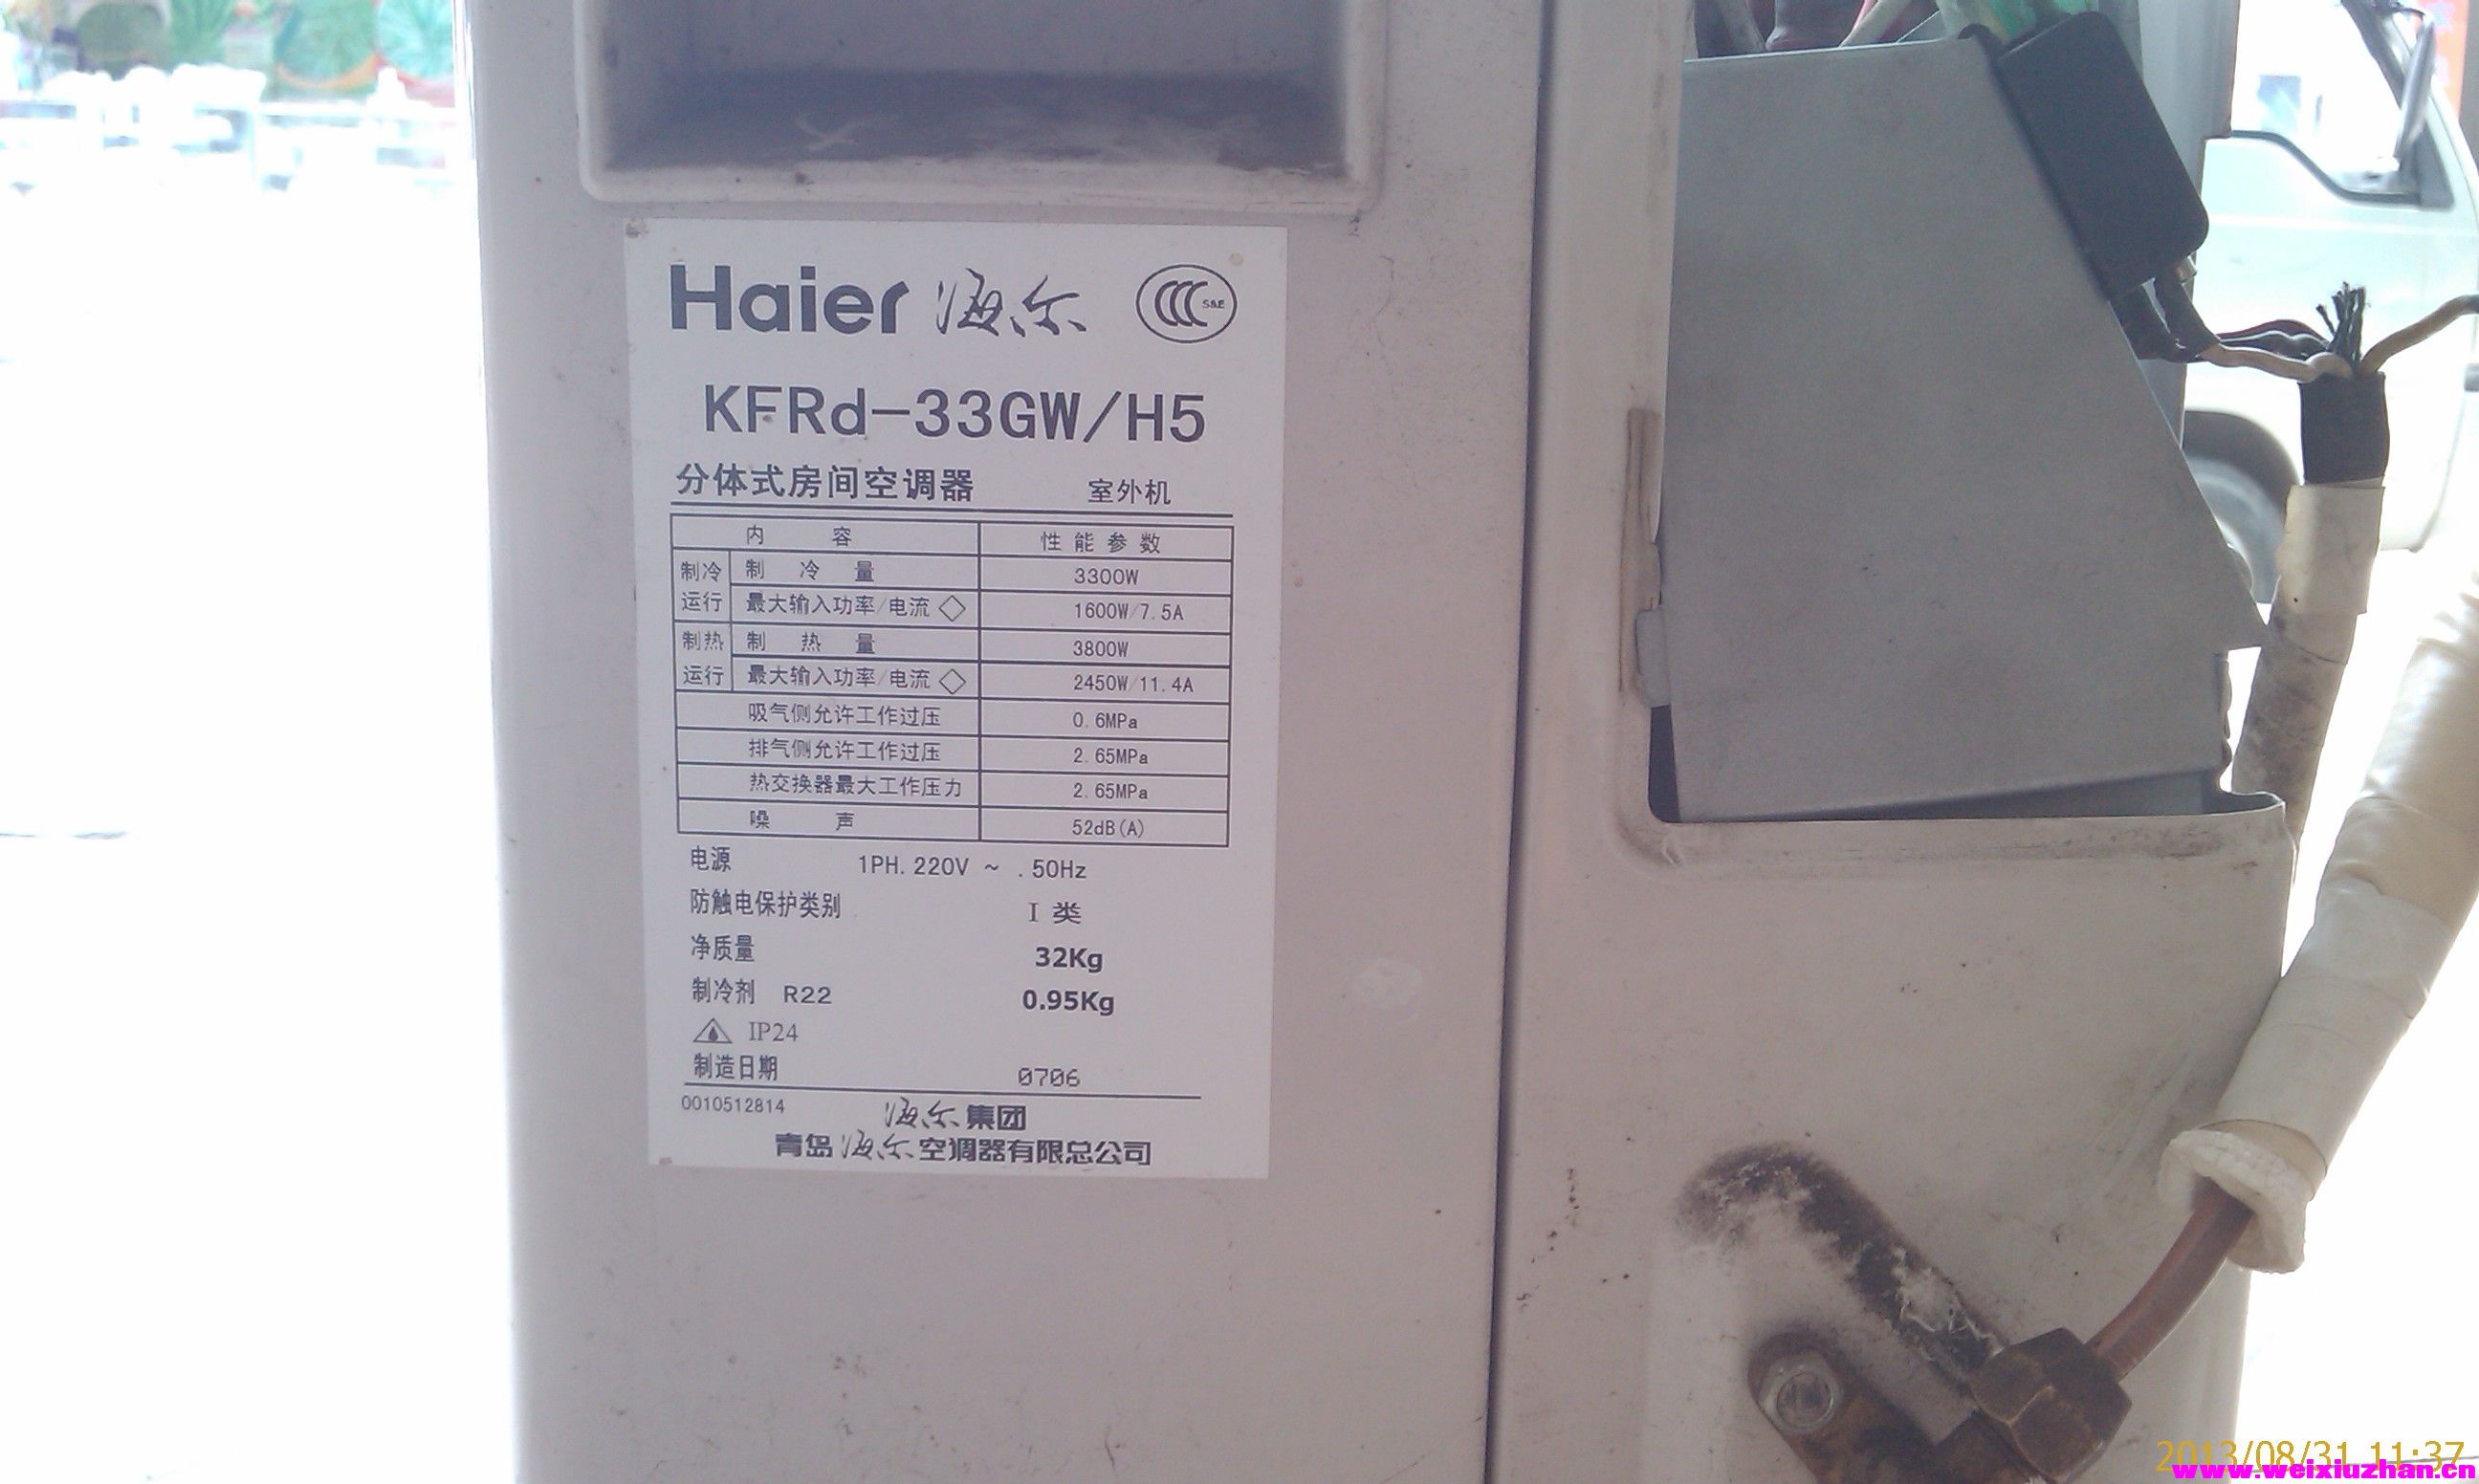 Haier 海尔 CCC S&E
KFRd-33GW/H5
分体式房间空调器 室外机
内 容 性能参数
制冷运行 制冷量 3300W
最大输入功率/电流◇ 1600W/7.5A
制热运行 制热量 3800W
最大输入功率/电流◇ 2450W/11.4A
吸气侧允许工作过压 0.6MPa
排气侧允许工作过压 2.65MPa
热交换器最大工作压力 2.65MPa
噪 声 52dB(A)
电源 1PH.220V ~ .50Hz
防触电保护类别 I 类
净质量 32Kg
制冷剂 R22 0.95Kg
IP24
制造日期 0706
0010512814 海尔集团
青岛海尔空调器有限总公司
2013/08/31 11:37
www.weixiuzhan.cn